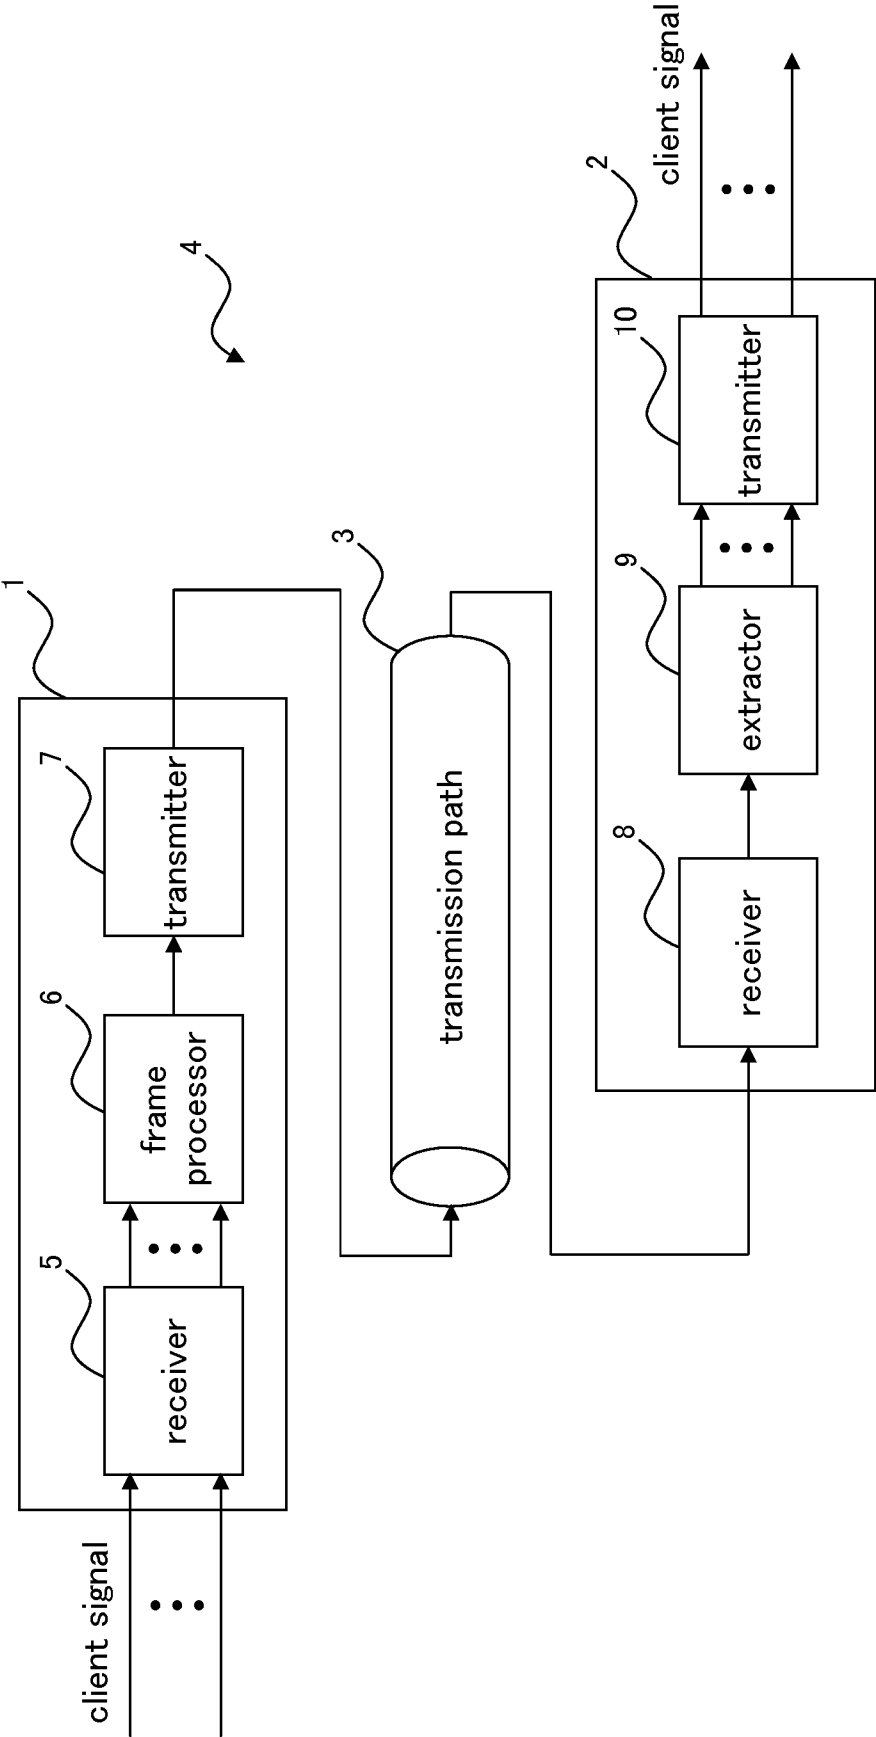 4
1
client signal
receiver
5
frame
processor
6
transmitter
7
transmission path
3
2
receiver
8
extractor
9
transmitter
10
client signal